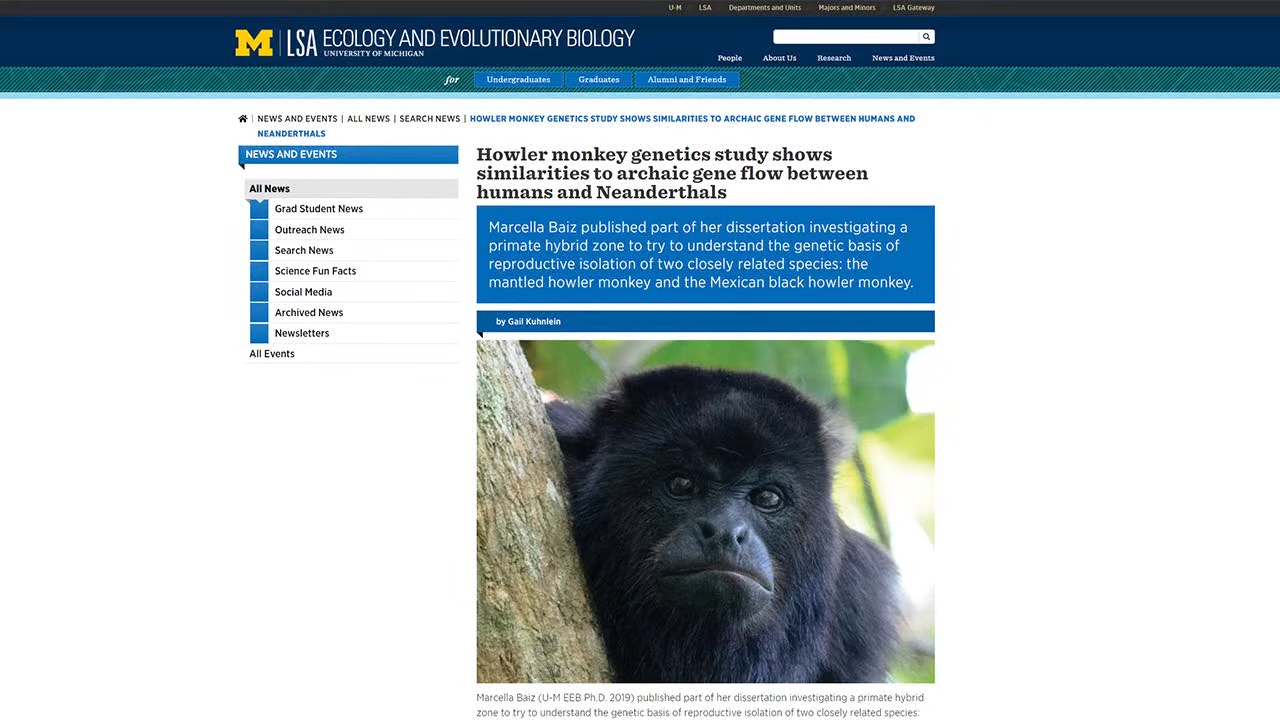 U-M LSA Departments and Units Majors and Minors LSA Gateway
M LSA ECOLOGY AND EVOLUTIONARY BIOLOGY
UNIVERSITY OF MICHIGAN
People About Us Research News and Events
for Undergraduates Graduates Alumni and Friends
NEWS AND EVENTS | ALL NEWS | SEARCH NEWS | HOWLER MONKEY GENETICS STUDY SHOWS SIMILARITIES TO ARCHAIC GENE FLOW BETWEEN HUMANS AND
NEANDERTHALS
NEWS AND EVENTS
All News
Grad Student News
Outreach News
Search News
Science Fun Facts
Social Media
Archived News
Newsletters
All Events
Howler monkey genetics study shows
similarities to archaic gene flow between
humans and Neanderthals
Marcella Baiz published part of her dissertation investigating a
primate hybrid zone to try to understand the genetic basis of
reproductive isolation of two closely related species: the
mantled howler monkey and the Mexican black howler monkey.
by Gail Kuhnlein
Marcella Baiz (U-M EEB Ph.D. 2019) published part of her dissertation investigating a primate hybrid
zone to try to understand the genetic basis of reproductive isolation of two closely related species: